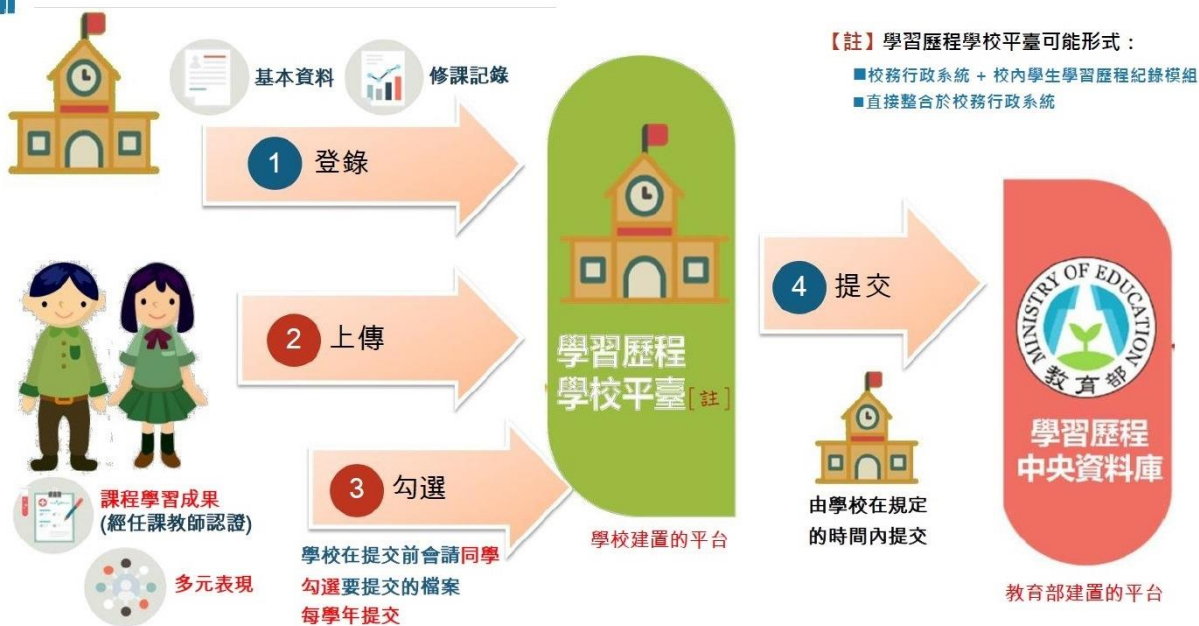 【註】學習歷程學校平臺可能形式：
■校務行政系統 + 校內學生學習歷程紀錄模組
■直接整合於校務行政系統
基本資料
修課記錄
1 登錄
2 上傳
3 勾選
課程學習成果
(經任課教師認證)
多元表現
學校在提交前會請同學
勾選要提交的檔案
每學年提交
學習歷程
學校平臺[註]
學校建置的平台
4 提交
由學校在規定
的時間內提交
MINISTRY OF EDUCATION
教育部
學習歷程
中央資料庫
教育部建置的平台